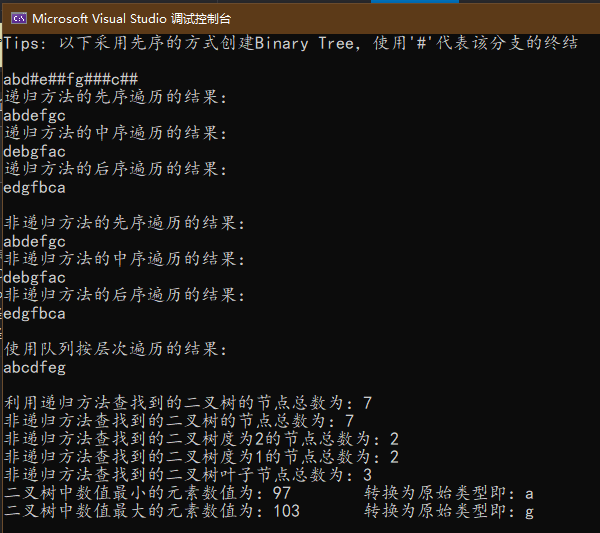 Microsoft Visual Studio 调试控制台
Tips: 以下采用先序的方式创建Binary Tree, 使用'#'代表该分支的终结
abd#e##fg###c##
递归方法的先序遍历的结果:
abdefgc
递归方法的中序遍历的结果:
debgfac
递归方法的后序遍历的结果:
edgfbca
非递归方法的先序遍历的结果:
abdefgc
非递归方法的中序遍历的结果:
debgfac
非递归方法的后序遍历的结果:
edgfbca
使用队列按层次遍历的结果:
abcdfeg
利用递归方法查找到的二叉树的节点总数为: 7
非递归方法查找到的二叉树的节点总数为: 7
非递归方法查找到的二叉树度为2的节点总数为: 2
非递归方法查找到的二叉树度为1的节点总数为: 2
非递归方法查找到的二叉树叶子节点总数为: 3
二叉树中数值最小的元素数值为: 97 转换为原始类型即: a
二叉树中数值最大的元素数值为: 103 转换为原始类型即: g